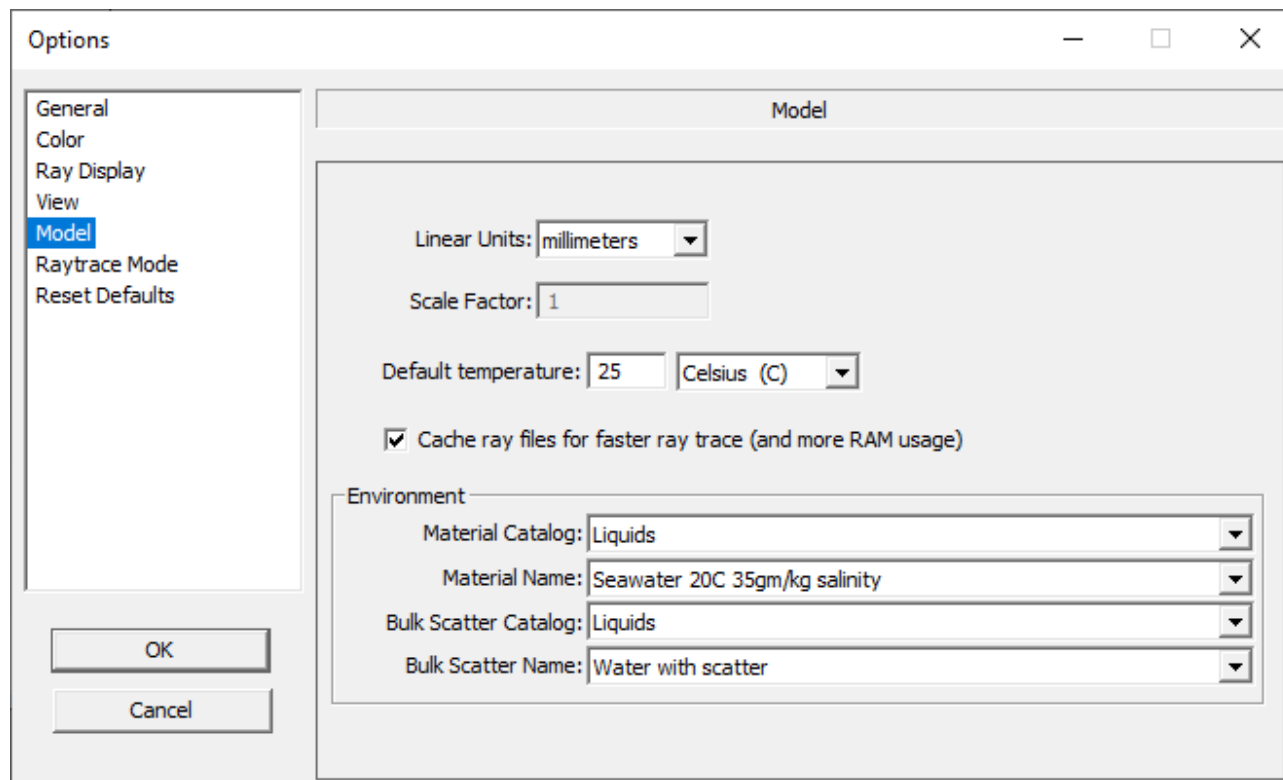 Options
General
Color
Ray Display
View
Model
Raytrace Mode
Reset Defaults
OK
Cancel
Model
Linear Units: millimeters
Scale Factor: 1
Default temperature: 25 Celsius (C)
Cache ray files for faster ray trace (and more RAM usage)
Environment
Material Catalog: Liquids
Material Name: Seawater 20C 35gm/kg salinity
Bulk Scatter Catalog: Liquids
Bulk Scatter Name: Water with scatter